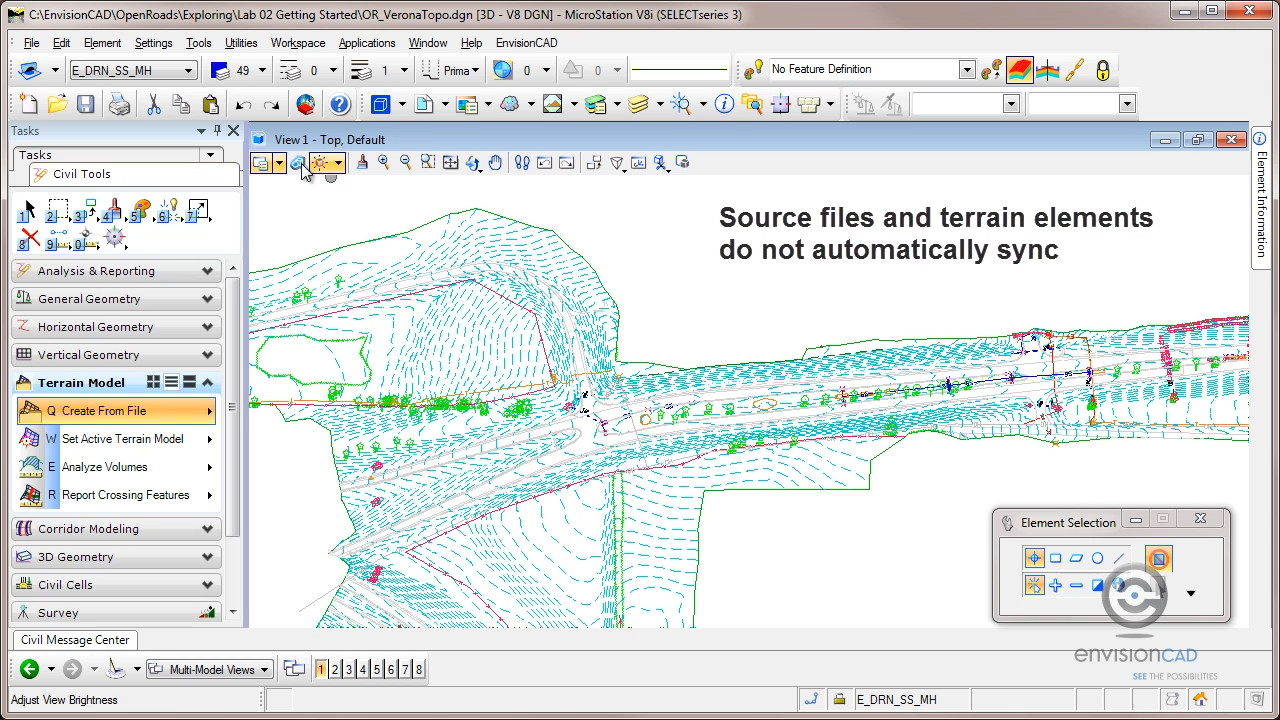 C:\EnvisionCAD\OpenRoads\Exploring\Lab 02 Getting Started\OR_VeronaTopo.dgn [3D - V8 DGN] - MicroStation V8i (SELECTseries 3)
File Edit Element Settings Tools Utilities Workspace Applications Window Help EnvisionCAD
E_DRN_SS_MH 49 0 1 Prima 0 0 No Feature Definition
Tasks
View 1 - Top, Default
Tasks
Civil Tools
1 2 3 4 5 6 7
8 9 0
Source files and terrain elements
do not automatically sync
Element Information
Analysis & Reporting
General Geometry
Horizontal Geometry
Vertical Geometry
Terrain Model
Q Create From File
W Set Active Terrain Model
E Analyze Volumes
R Report Crossing Features
Corridor Modeling
3D Geometry
Civil Cells
Survey
Element Selection
envisionCAD
SEE THE POSSIBILITIES
Civil Message Center
Multi-Model Views 1 2 3 4 5 6 7 8
Adjust View Brightness
E_DRN_SS_MH